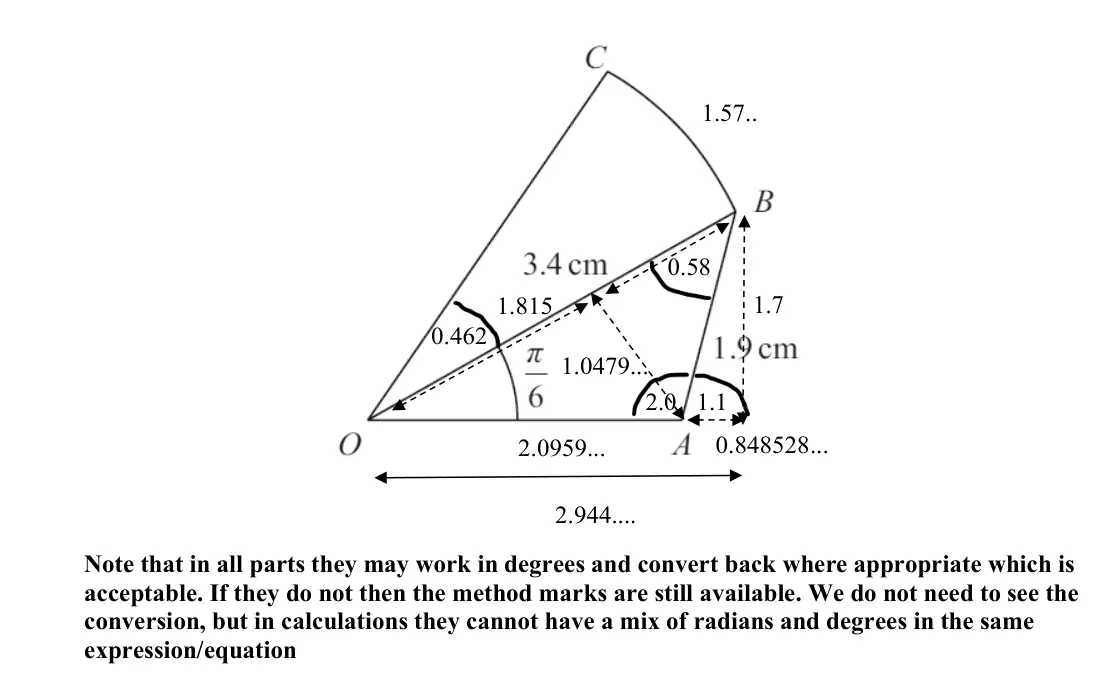 C
1.57..
B
3.4 cm
0.58
1.815
1.7
0.462
π
6
1.0479...
1.9 cm
2.0
1.1
O
2.0959...
A
0.848528...
2.944....
Note that in all parts they may work in degrees and convert back where appropriate which is
acceptable. If they do not then the method marks are still available. We do not need to see the
conversion, but in calculations they cannot have a mix of radians and degrees in the same
expression/equation